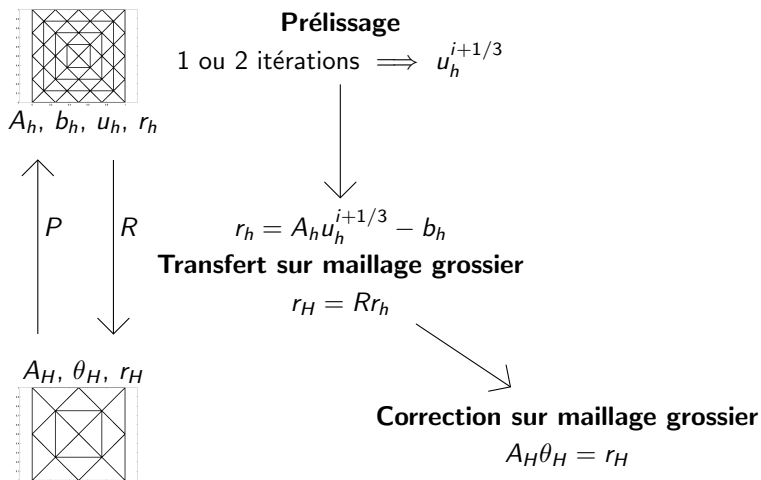 Prélissage
1 ou 2 itérations ⟹ u_h^{i+1/3}
A_h, b_h, u_h, r_h
P
R
r_h = A_h u_h^{i+1/3} − b_h
Transfert sur maillage grossier
r_H = Rr_h
A_H, θ_H, r_H
Correction sur maillage grossier
A_H θ_H = r_H